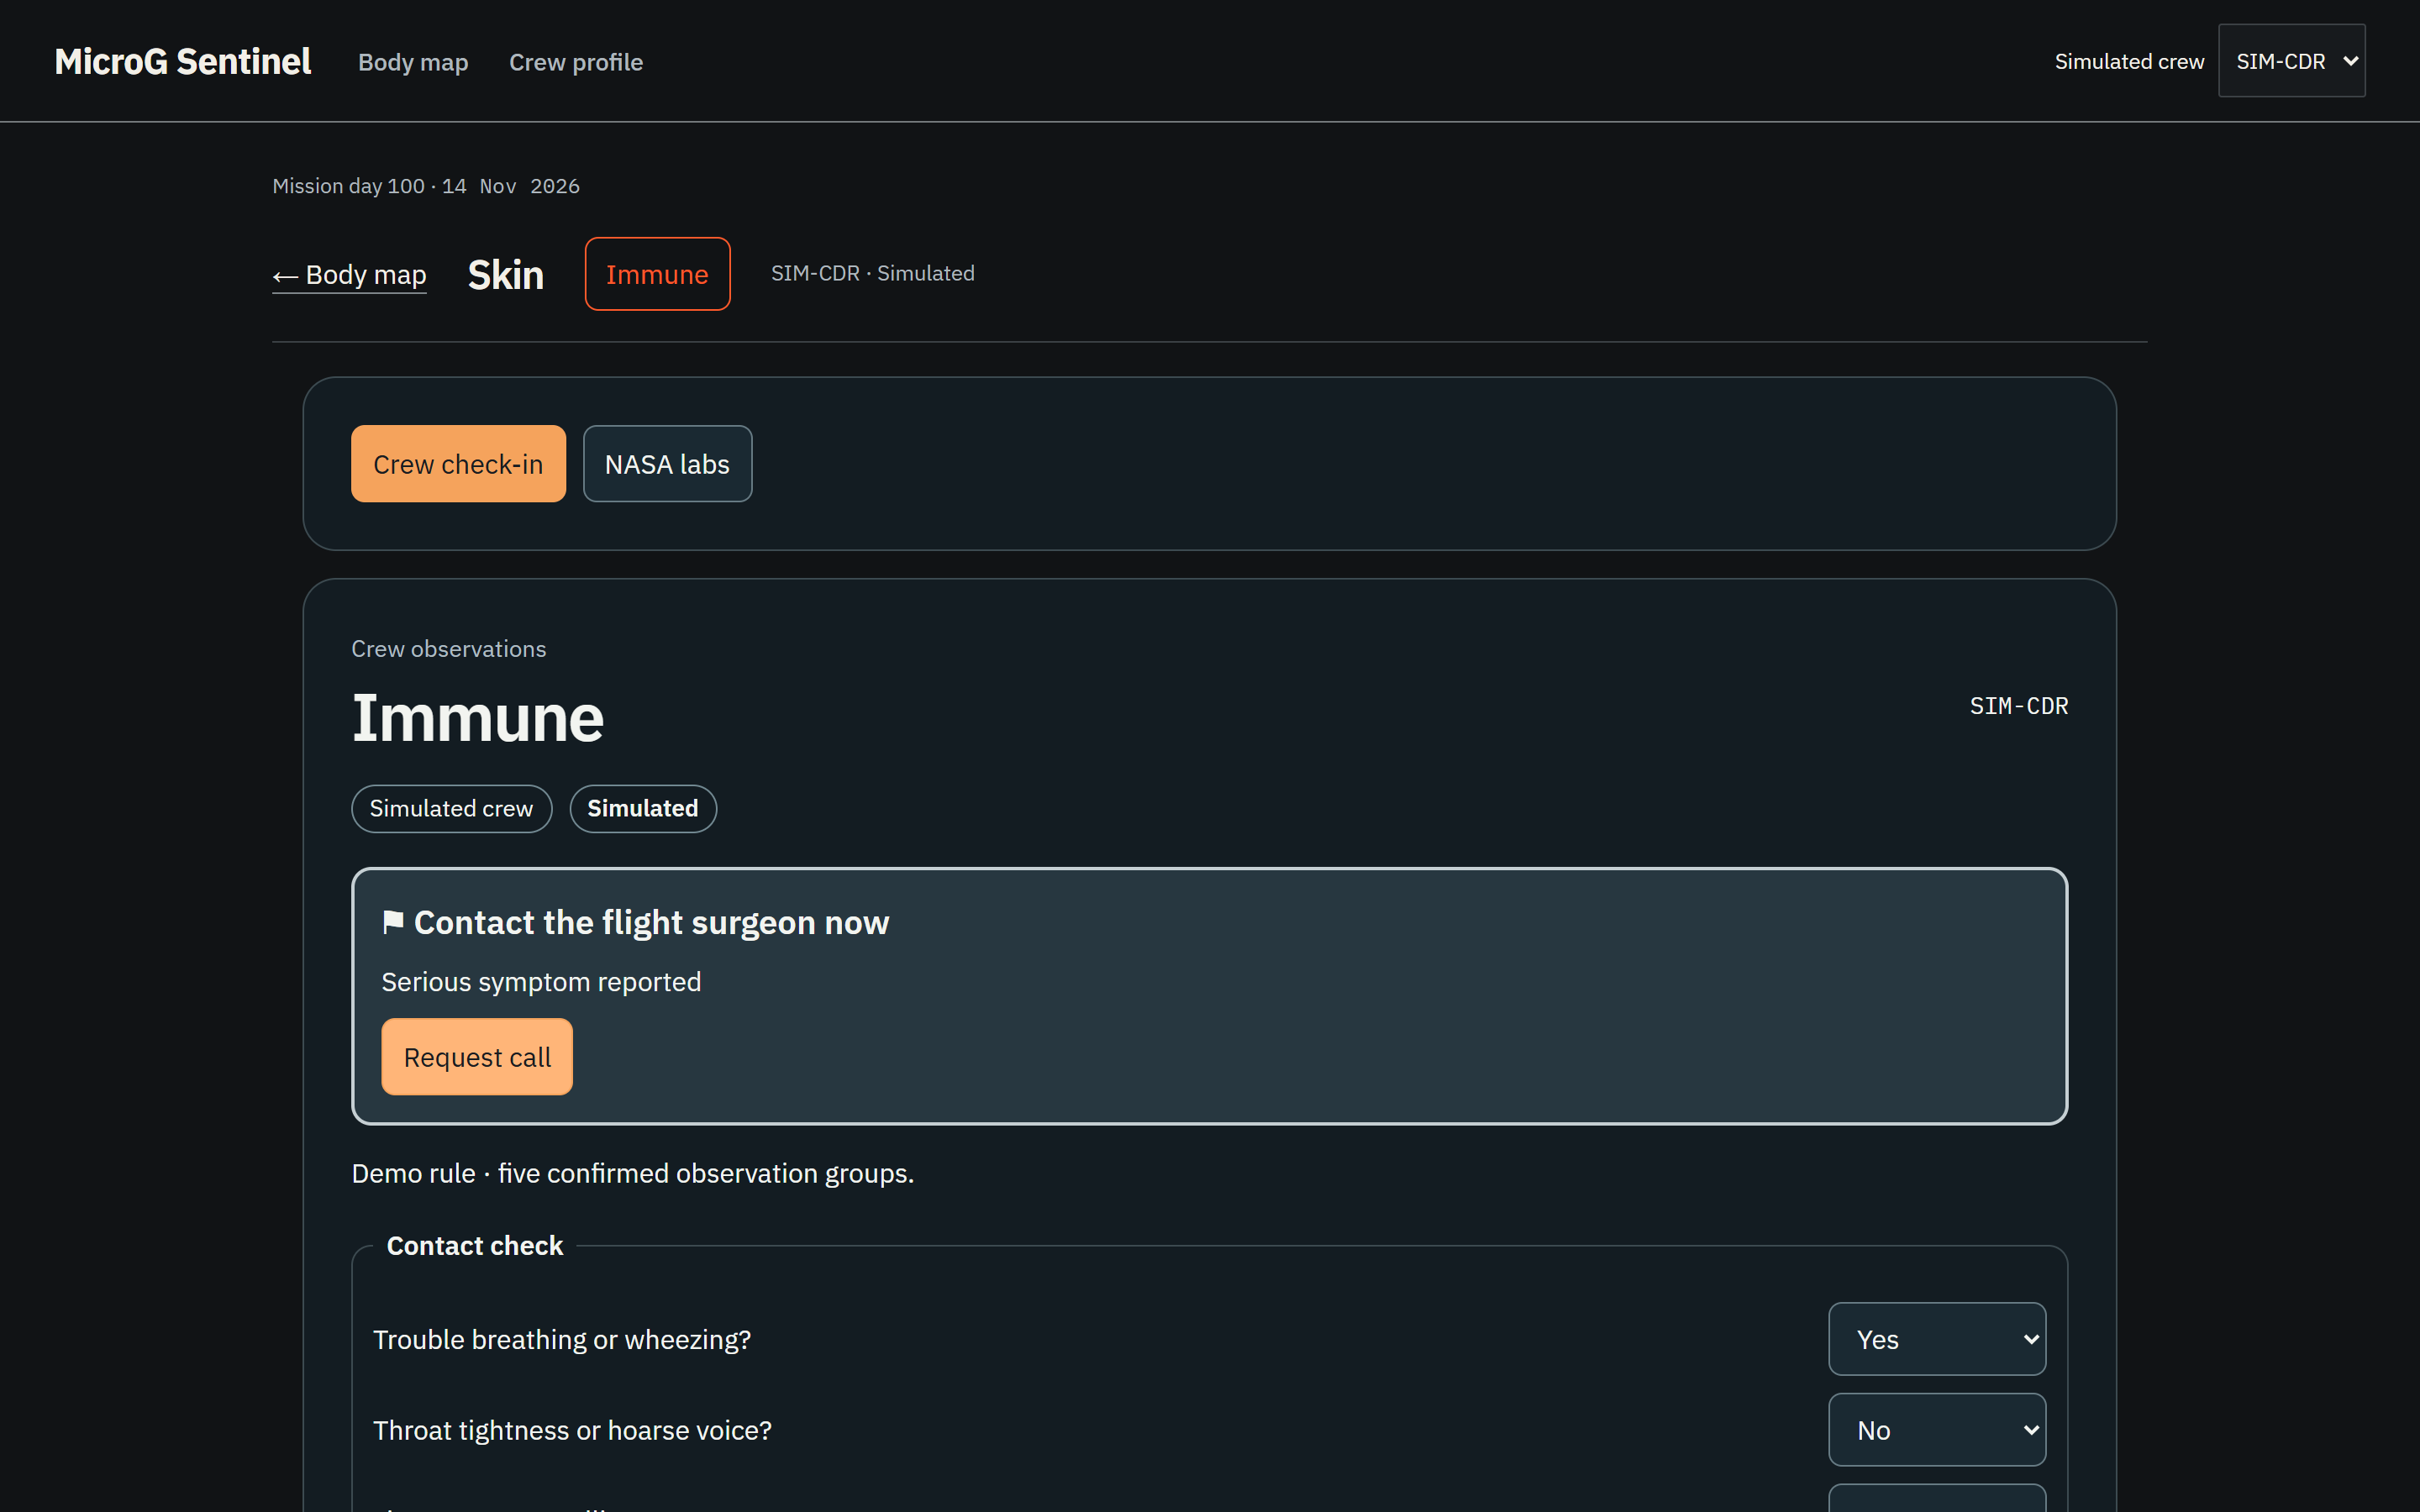 MicroG Sentinel Body map Crew profile Simulated crew SIM-CDR
Mission day 100 · 14 Nov 2026
← Body map Skin Immune SIM-CDR · Simulated
Crew check-in NASA labs
Crew observations
Immune SIM-CDR
Simulated crew Simulated
⚑ Contact the flight surgeon now
Serious symptom reported
Request call
Demo rule · five confirmed observation groups.
Contact check
Trouble breathing or wheezing? Yes
Throat tightness or hoarse voice? No